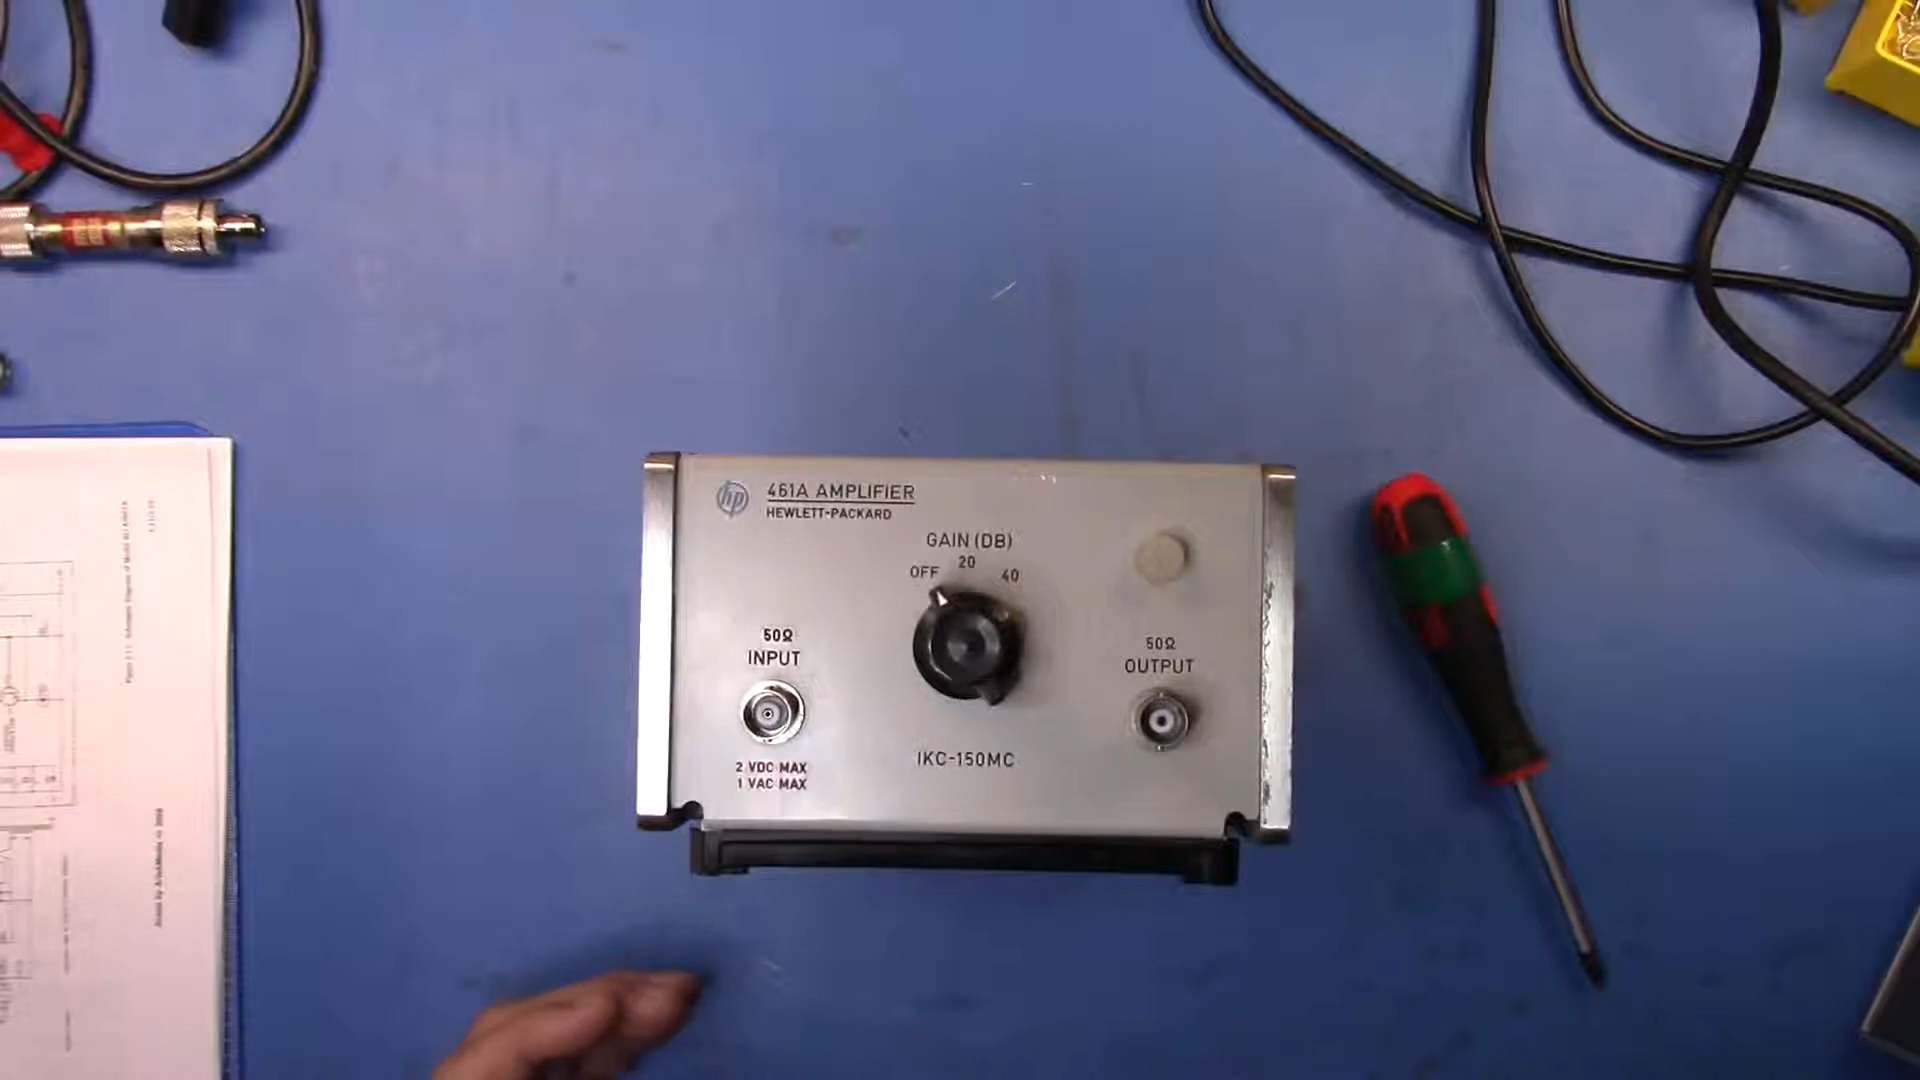 hp
461A AMPLIFIER
HEWLETT-PACKARD
GAIN (DB)
OFF 20 40
50Ω
INPUT
2 VDC MAX
1 VAC MAX
IKC-150MC
50Ω
OUTPUT